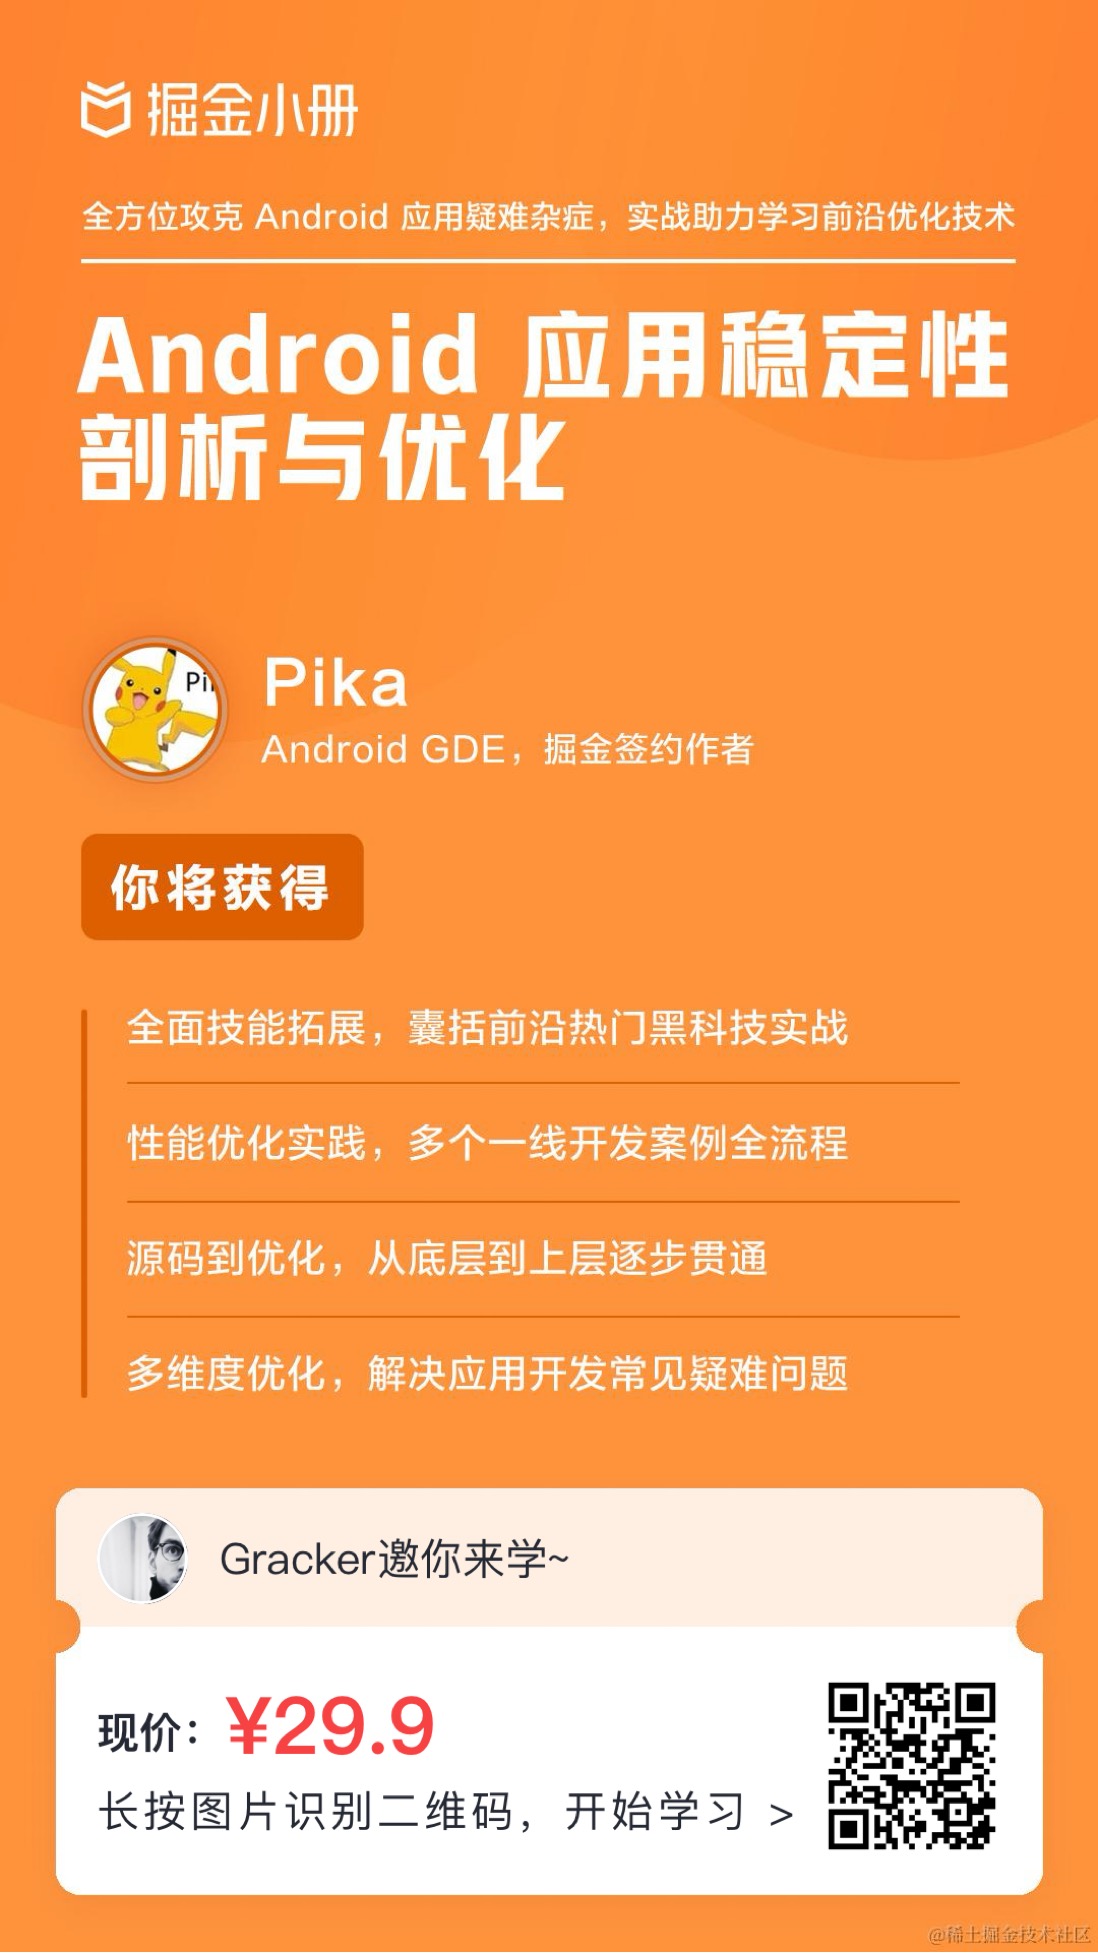 掘金小册
全方位攻克 Android 应用疑难杂症，实战助力学习前沿优化技术
Android 应用稳定性
剖析与优化
Pi
Pika
Android GDE，掘金签约作者
你将获得
全面技能拓展，囊括前沿热门黑科技实战
性能优化实践，多个一线开发案例全流程
源码到优化，从底层到上层逐步贯通
多维度优化，解决应用开发常见疑难问题
Gracker邀你来学~
现价：¥29.9
长按图片识别二维码，开始学习 >
@稀土掘金技术社区